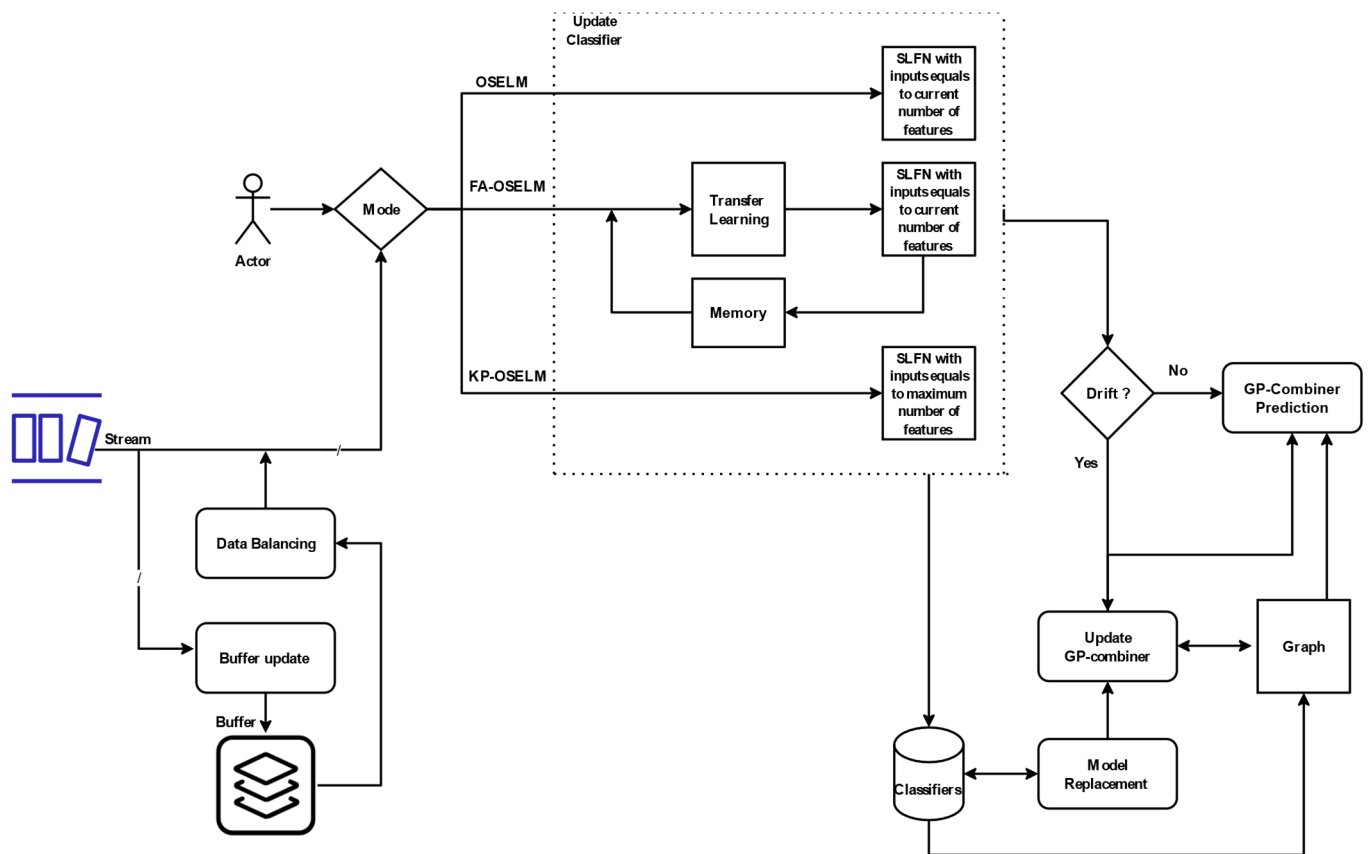 Update
Classifier
OSELM
SLFN with
inputs equals
to current
number of
features
Actor
Mode
FA-OSELM
Transfer
Learning
SLFN with
inputs equals
to current
number of
features
Memory
KP-OSELM
SLFN with
inputs equals
to maximum
number of
features
Drift ?
No
GP-Combiner
Prediction
Yes
Stream
/
Data Balancing
/
Buffer update
Buffer
Update
GP-combiner
Graph
Classifiers
Model
Replacement